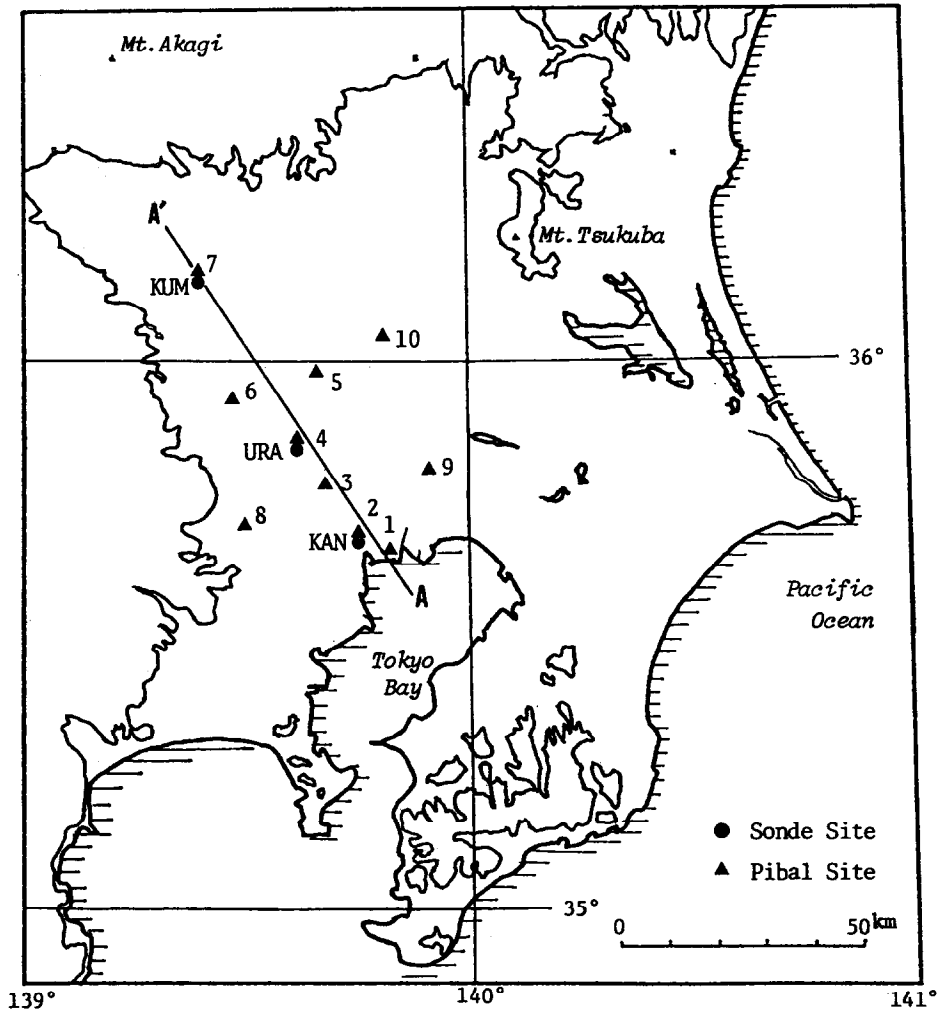 Mt. Akagi
A'
Mt. Tsukuba
7
KUM
10
36°
5
6
4
URA
3
9
8
2
1
KAN
A
Pacific
Ocean
Tokyo
Bay
Sonde Site
Pibal Site
35°
0 50km
139° 140° 141°